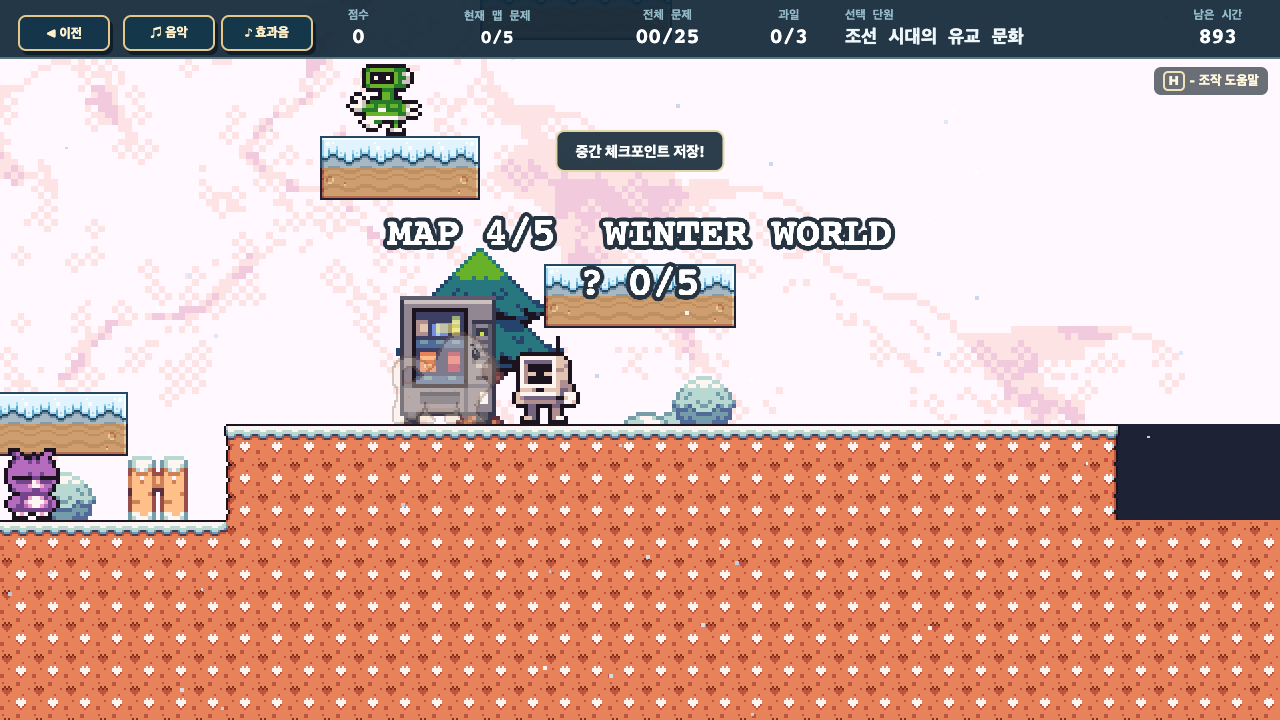 ◀ 이전
♫ 음악
♪ 효과음
점수
0
현재 맵 문제
0/5
전체 문제
00/25
과일
0/3
선택 단원
조선 시대의 유교 문화
남은 시간
893
H - 조작 도움말
중간 체크포인트 저장!
MAP 4/5 WINTER WORLD
? 0/5